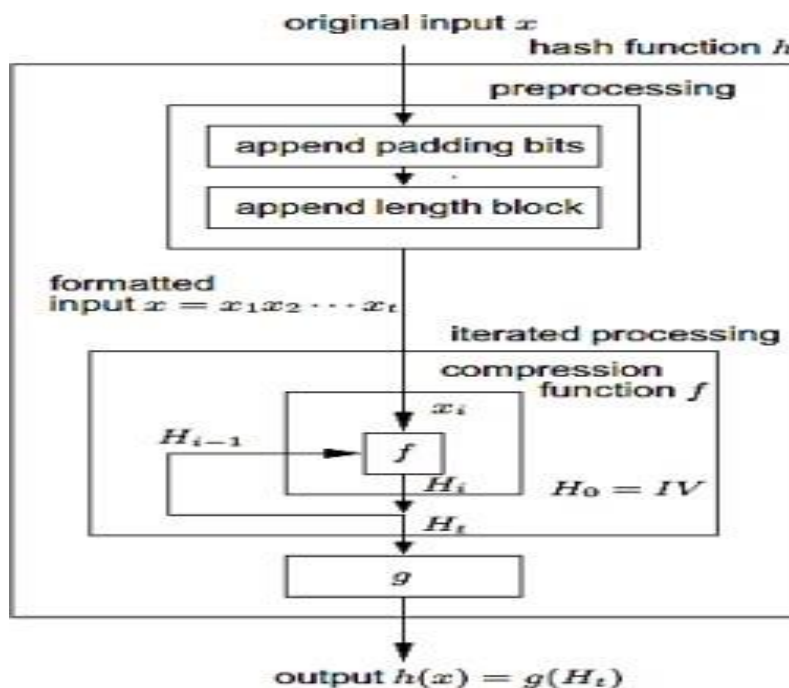 original input x
hash function h
preprocessing
append padding bits
append length block
formatted
input x = x₁x₂ ··· xₜ
iterated processing
compression
function f
xᵢ
Hᵢ₋₁
f
Hᵢ
H₀ = IV
Hₜ
g
output h(x) = g(Hₜ)